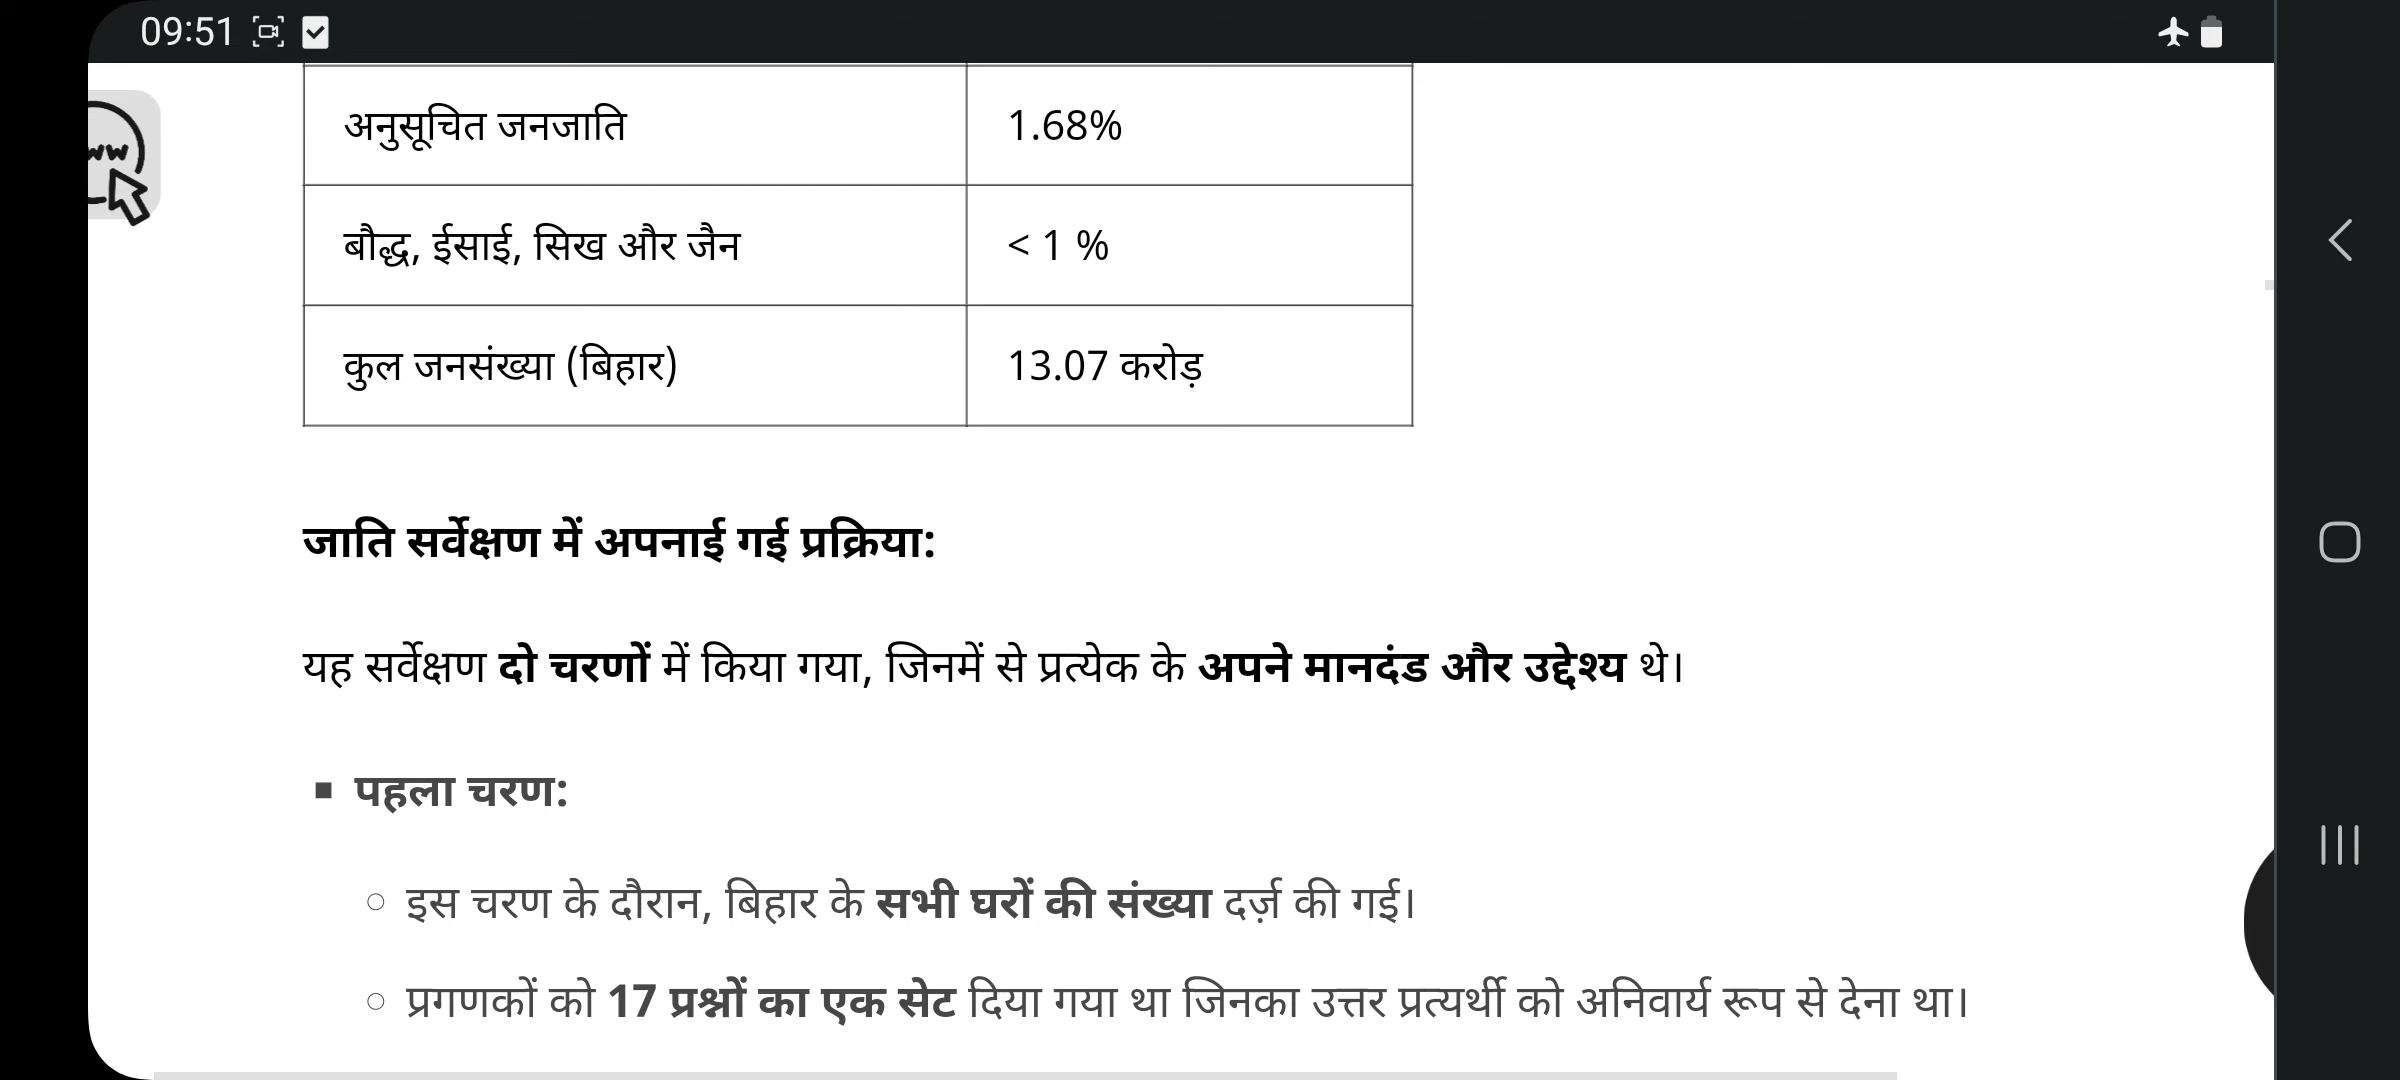 09:51
ww
अनुसूचित जनजाति 1.68%
बौद्ध, ईसाई, सिख और जैन < 1 %
कुल जनसंख्या (बिहार) 13.07 करोड़
जाति सर्वेक्षण में अपनाई गई प्रक्रिया:
यह सर्वेक्षण दो चरणों में किया गया, जिनमें से प्रत्येक के अपने मानदंड और उद्देश्य थे।
पहला चरण:
इस चरण के दौरान, बिहार के सभी घरों की संख्या दर्ज़ की गई।
प्रगणकों को 17 प्रश्नों का एक सेट दिया गया था जिनका उत्तर प्रत्यर्थी को अनिवार्य रूप से देना था।